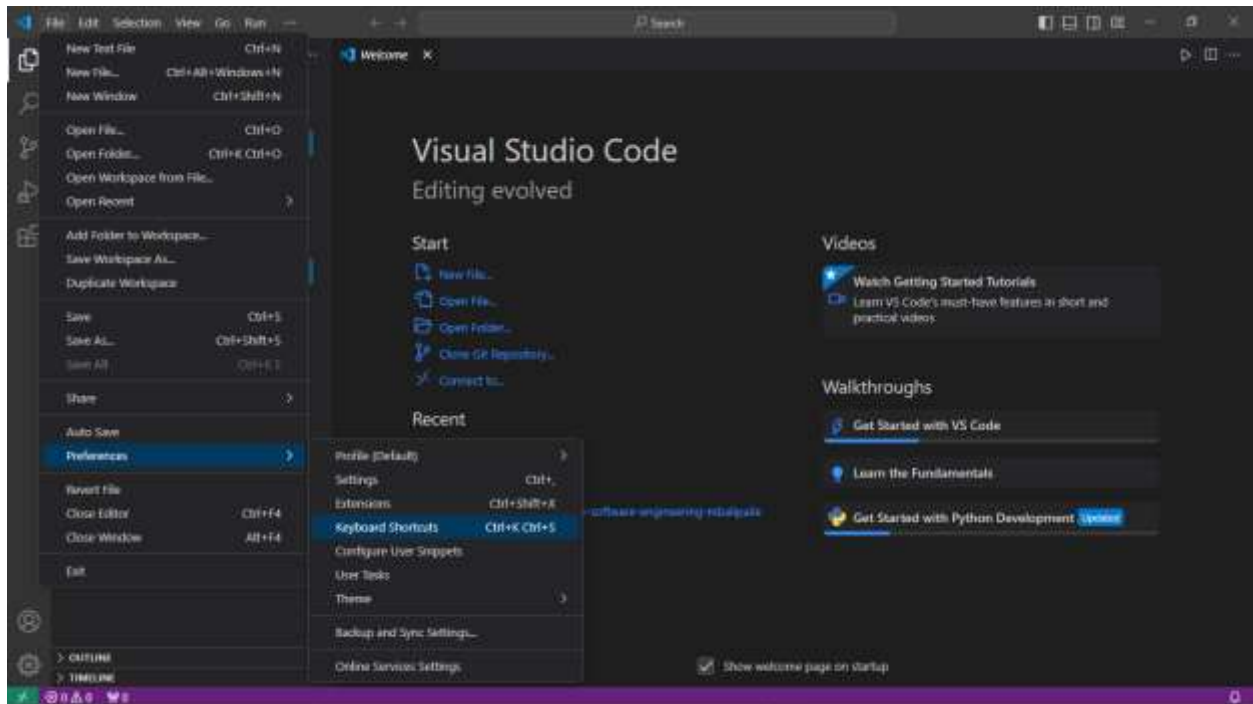 File Edit Selection View Go Run ···
Search
Welcome
New Text File Ctrl+N
New File... Ctrl+Alt+Windows+N
New Window Ctrl+Shift+N
Open File... Ctrl+O
Open Folder... Ctrl+K Ctrl+O
Open Workspace from File...
Open Recent
Add Folder to Workspace...
Save Workspace As...
Duplicate Workspace
Save Ctrl+S
Save As... Ctrl+Shift+S
Save All Ctrl+K S
Share
Auto Save
Preferences
Revert File
Close Editor Ctrl+F4
Close Window Alt+F4
Exit
Profile (Default)
Settings Ctrl+,
Extensions Ctrl+Shift+X
Keyboard Shortcuts Ctrl+K Ctrl+S
Configure User Snippets
User Tasks
Theme
Backup and Sync Settings...
Online Services Settings
OUTLINE
TIMELINE
Visual Studio Code
Editing evolved
Start
New File...
Open File...
Open Folder...
Clone Git Repository...
Connect to...
Recent
software-engineering
Videos
Watch Getting Started Tutorials
Learn VS Code's must-have features in short and
practical videos
Walkthroughs
Get Started with VS Code
Learn the Fundamentals
Get Started with Python Development Updated
Show welcome page on startup
0 0 0